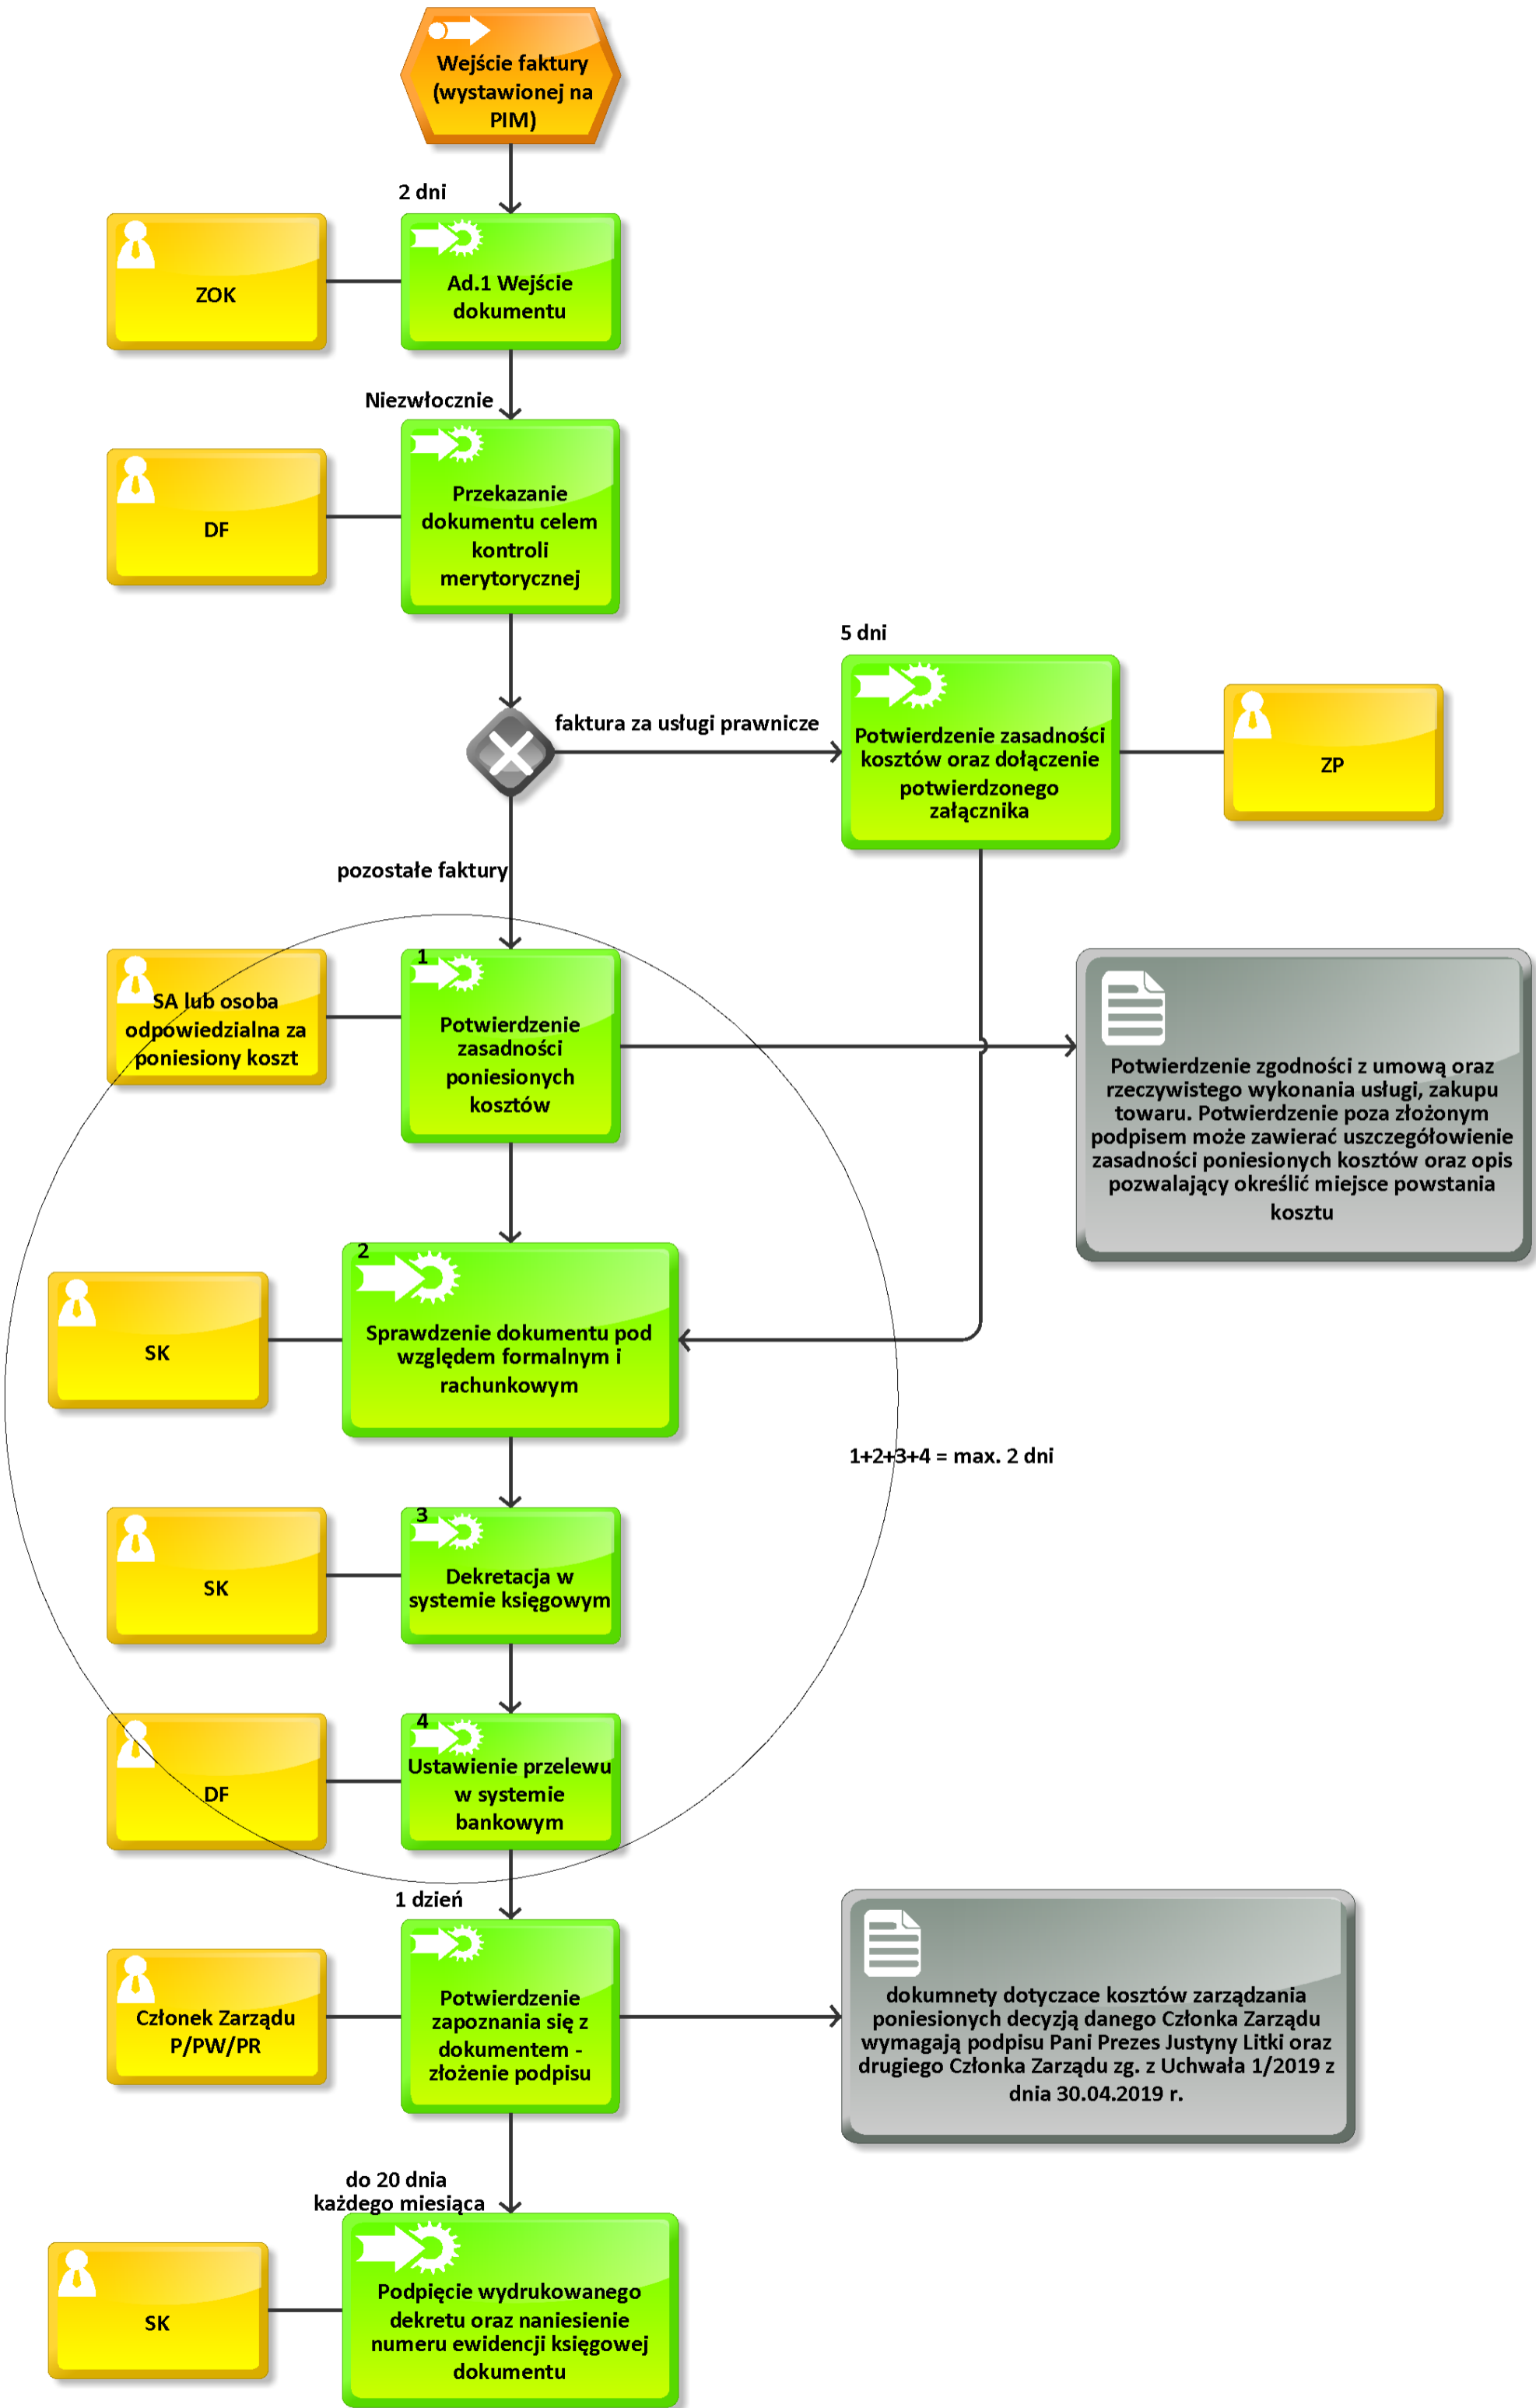 Wejście faktury
(wystawionej na
PIM)
2 dni
ZOK
Ad.1 Wejście
dokumentu
Niezwłocznie
DF
Przekazanie
dokumentu celem
kontroli
merytorycznej
5 dni
faktura za usługi prawnicze
Potwierdzenie zasadności
kosztów oraz dołączenie
potwierdzonego
załącznika
ZP
pozostałe faktury
SA lub osoba
odpowiedzialna za
poniesiony koszt
1
Potwierdzenie
zasadności
poniesionych
kosztów
Potwierdzenie zgodności z umową oraz
rzeczywistego wykonania usługi, zakupu
towaru. Potwierdzenie poza złożonym
podpisem może zawierać uszczegółowienie
zasadności poniesionych kosztów oraz opis
pozwalający określić miejsce powstania
kosztu
2
SK
Sprawdzenie dokumentu pod
względem formalnym i
rachunkowym
1+2+3+4 = max. 2 dni
3
SK
Dekretacja w
systemie księgowym
4
DF
Ustawienie przelewu
w systemie
bankowym
1 dzień
Członek Zarządu
P/PW/PR
Potwierdzenie
zapoznania się z
dokumentem -
złożenie podpisu
dokumnety dotyczace kosztów zarządzania
poniesionych decyzją danego Członka Zarządu
wymagają podpisu Pani Prezes Justyny Litki oraz
drugiego Członka Zarządu zg. z Uchwała 1/2019 z
dnia 30.04.2019 r.
do 20 dnia
każdego miesiąca
SK
Podpięcie wydrukowanego
dekretu oraz naniesienie
numeru ewidencji księgowej
dokumentu